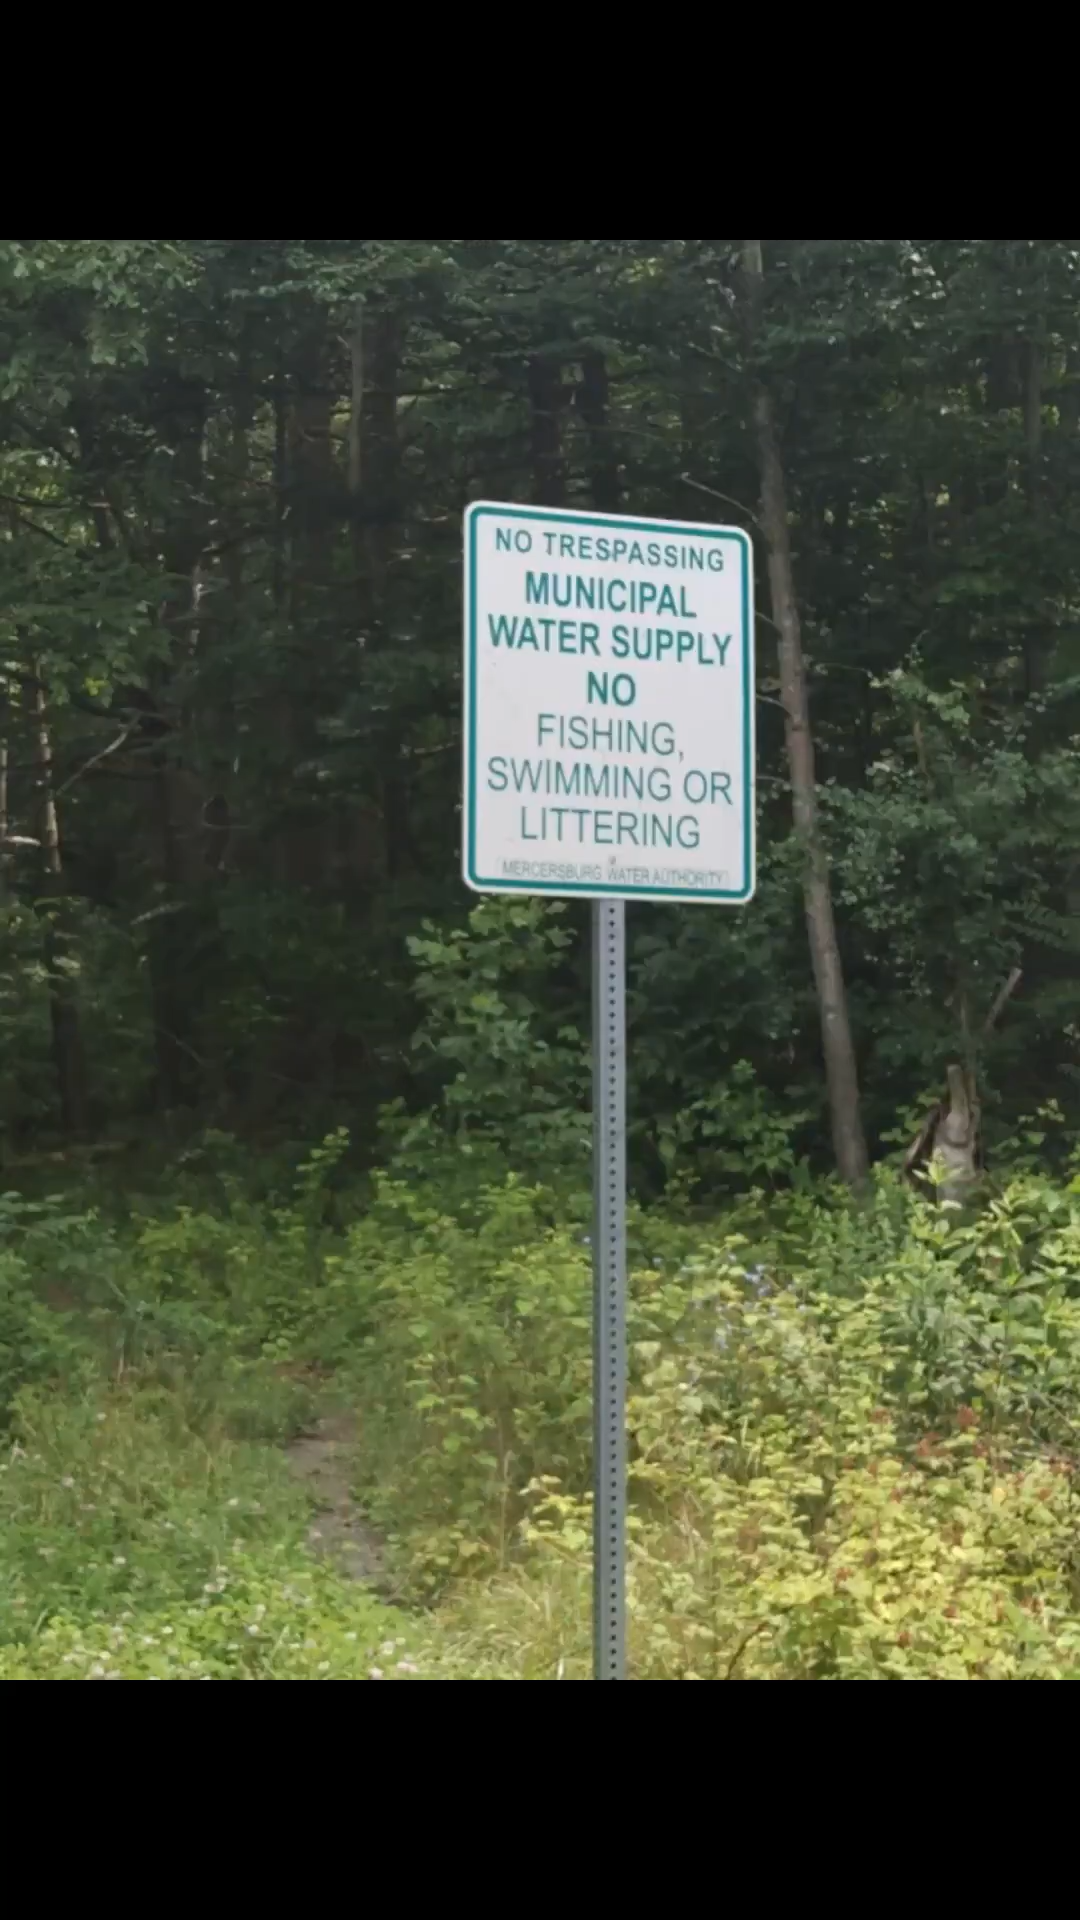 NO TRESPASSING
MUNICIPAL
WATER SUPPLY
NO
FISHING,
SWIMMING OR
LITTERING
MERCERSBURG WATER AUTHORITY